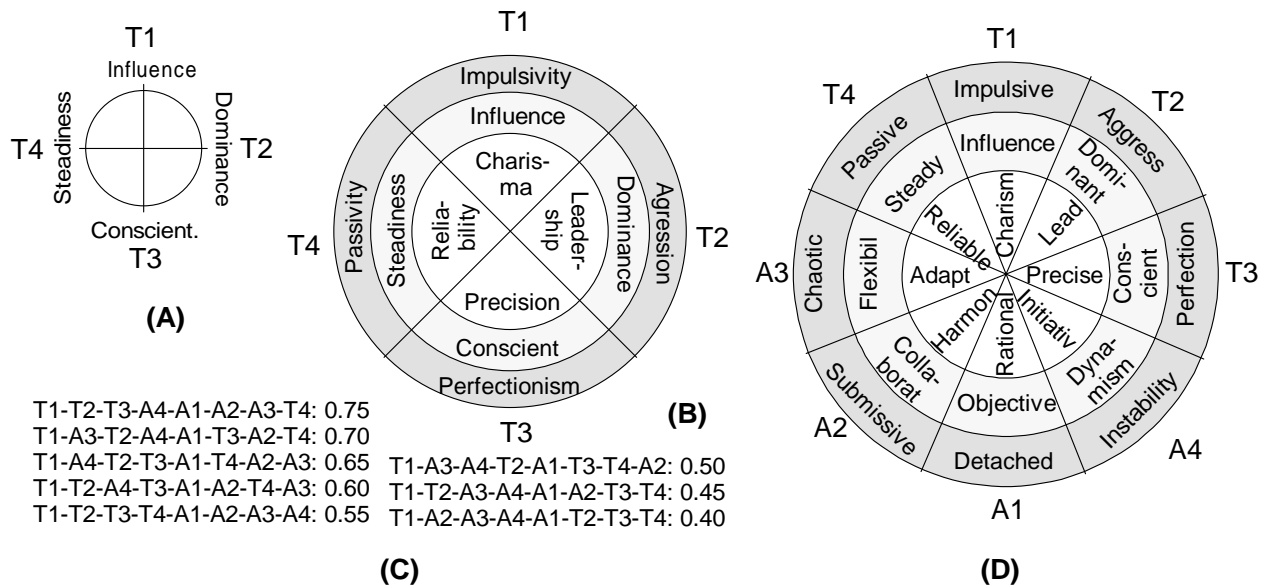 T1
Influence
Steadiness
T4
Dominance
T2
Conscient.
T3
(A)
T1
Impulsivity
Influence
Charis-
ma
Passivity
Steadiness
Relia-
bility
Leader-
ship
Dominance
Agression
T4
T2
Precision
Conscient
Perfectionism
T3
(B)
T1-T2-T3-A4-A1-A2-A3-T4: 0.75
T1-A3-T2-A4-A1-T3-A2-T4: 0.70
T1-A4-T2-T3-A1-T4-A2-A3: 0.65
T1-T2-A4-T3-A1-A2-T4-A3: 0.60
T1-T2-T3-T4-A1-A2-A3-A4: 0.55
T1-A3-A4-T2-A1-T3-T4-A2: 0.50
T1-T2-A3-A4-A1-A2-T3-T4: 0.45
T1-A2-A3-A4-A1-T2-T3-T4: 0.40
(C)
T1
Impulsive
Influence
Charism
T2
Aggress
Domi-
nant
Lead
T3
Perfection
Cons-
cient
Precise
A4
Instability
Dyna-
mism
Initiativ
A1
Detached
Objective
Rational
A2
Submissive
Colla-
borat
Harmon
A3
Chaotic
Flexibil
Adapt
T4
Passive
Steady
Reliable
(D)